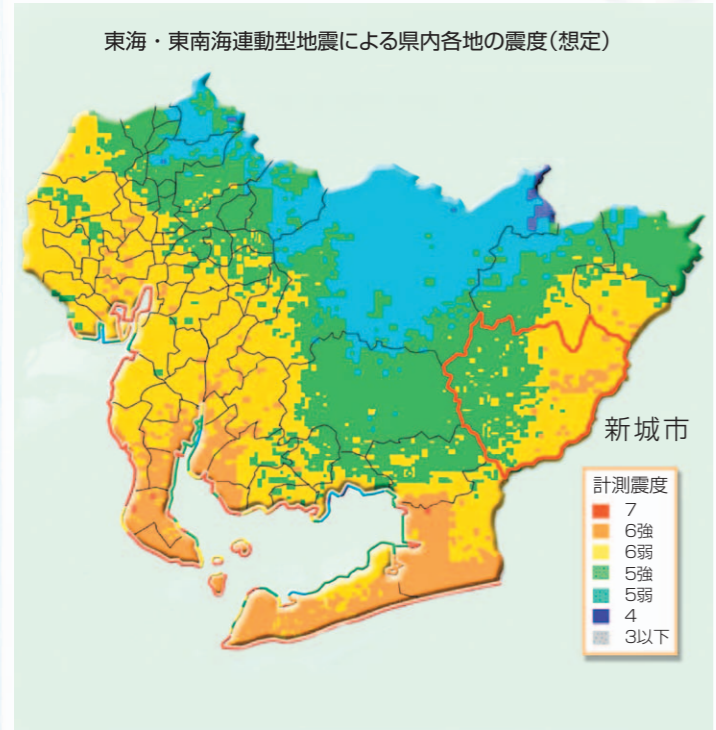 東海・東南海連動型地震による県内各地の震度(想定)
新城市
計測震度
7
6強
6弱
5強
5弱
4
3以下